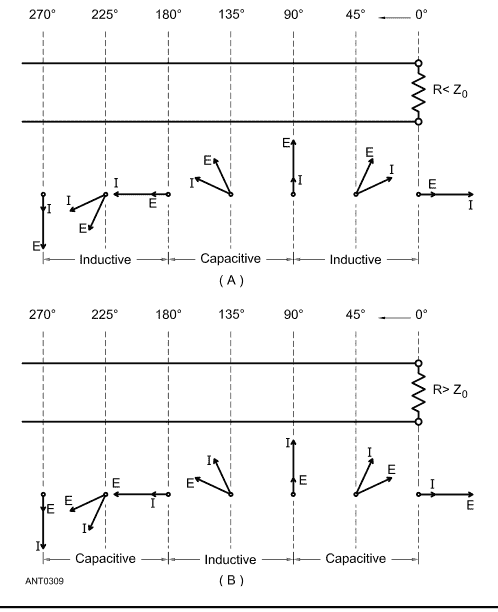 270° 225° 180° 135° 90° 45° 0°
R< Z0
E E E
E I I I E
I I I
I E E
E
Inductive Capacitive Inductive
( A )
270° 225° 180° 135° 90° 45° 0°
R> Z0
I I I
E E E E I
E E I E
I I E
I
Capacitive Inductive Capacitive
ANT0309 ( B )